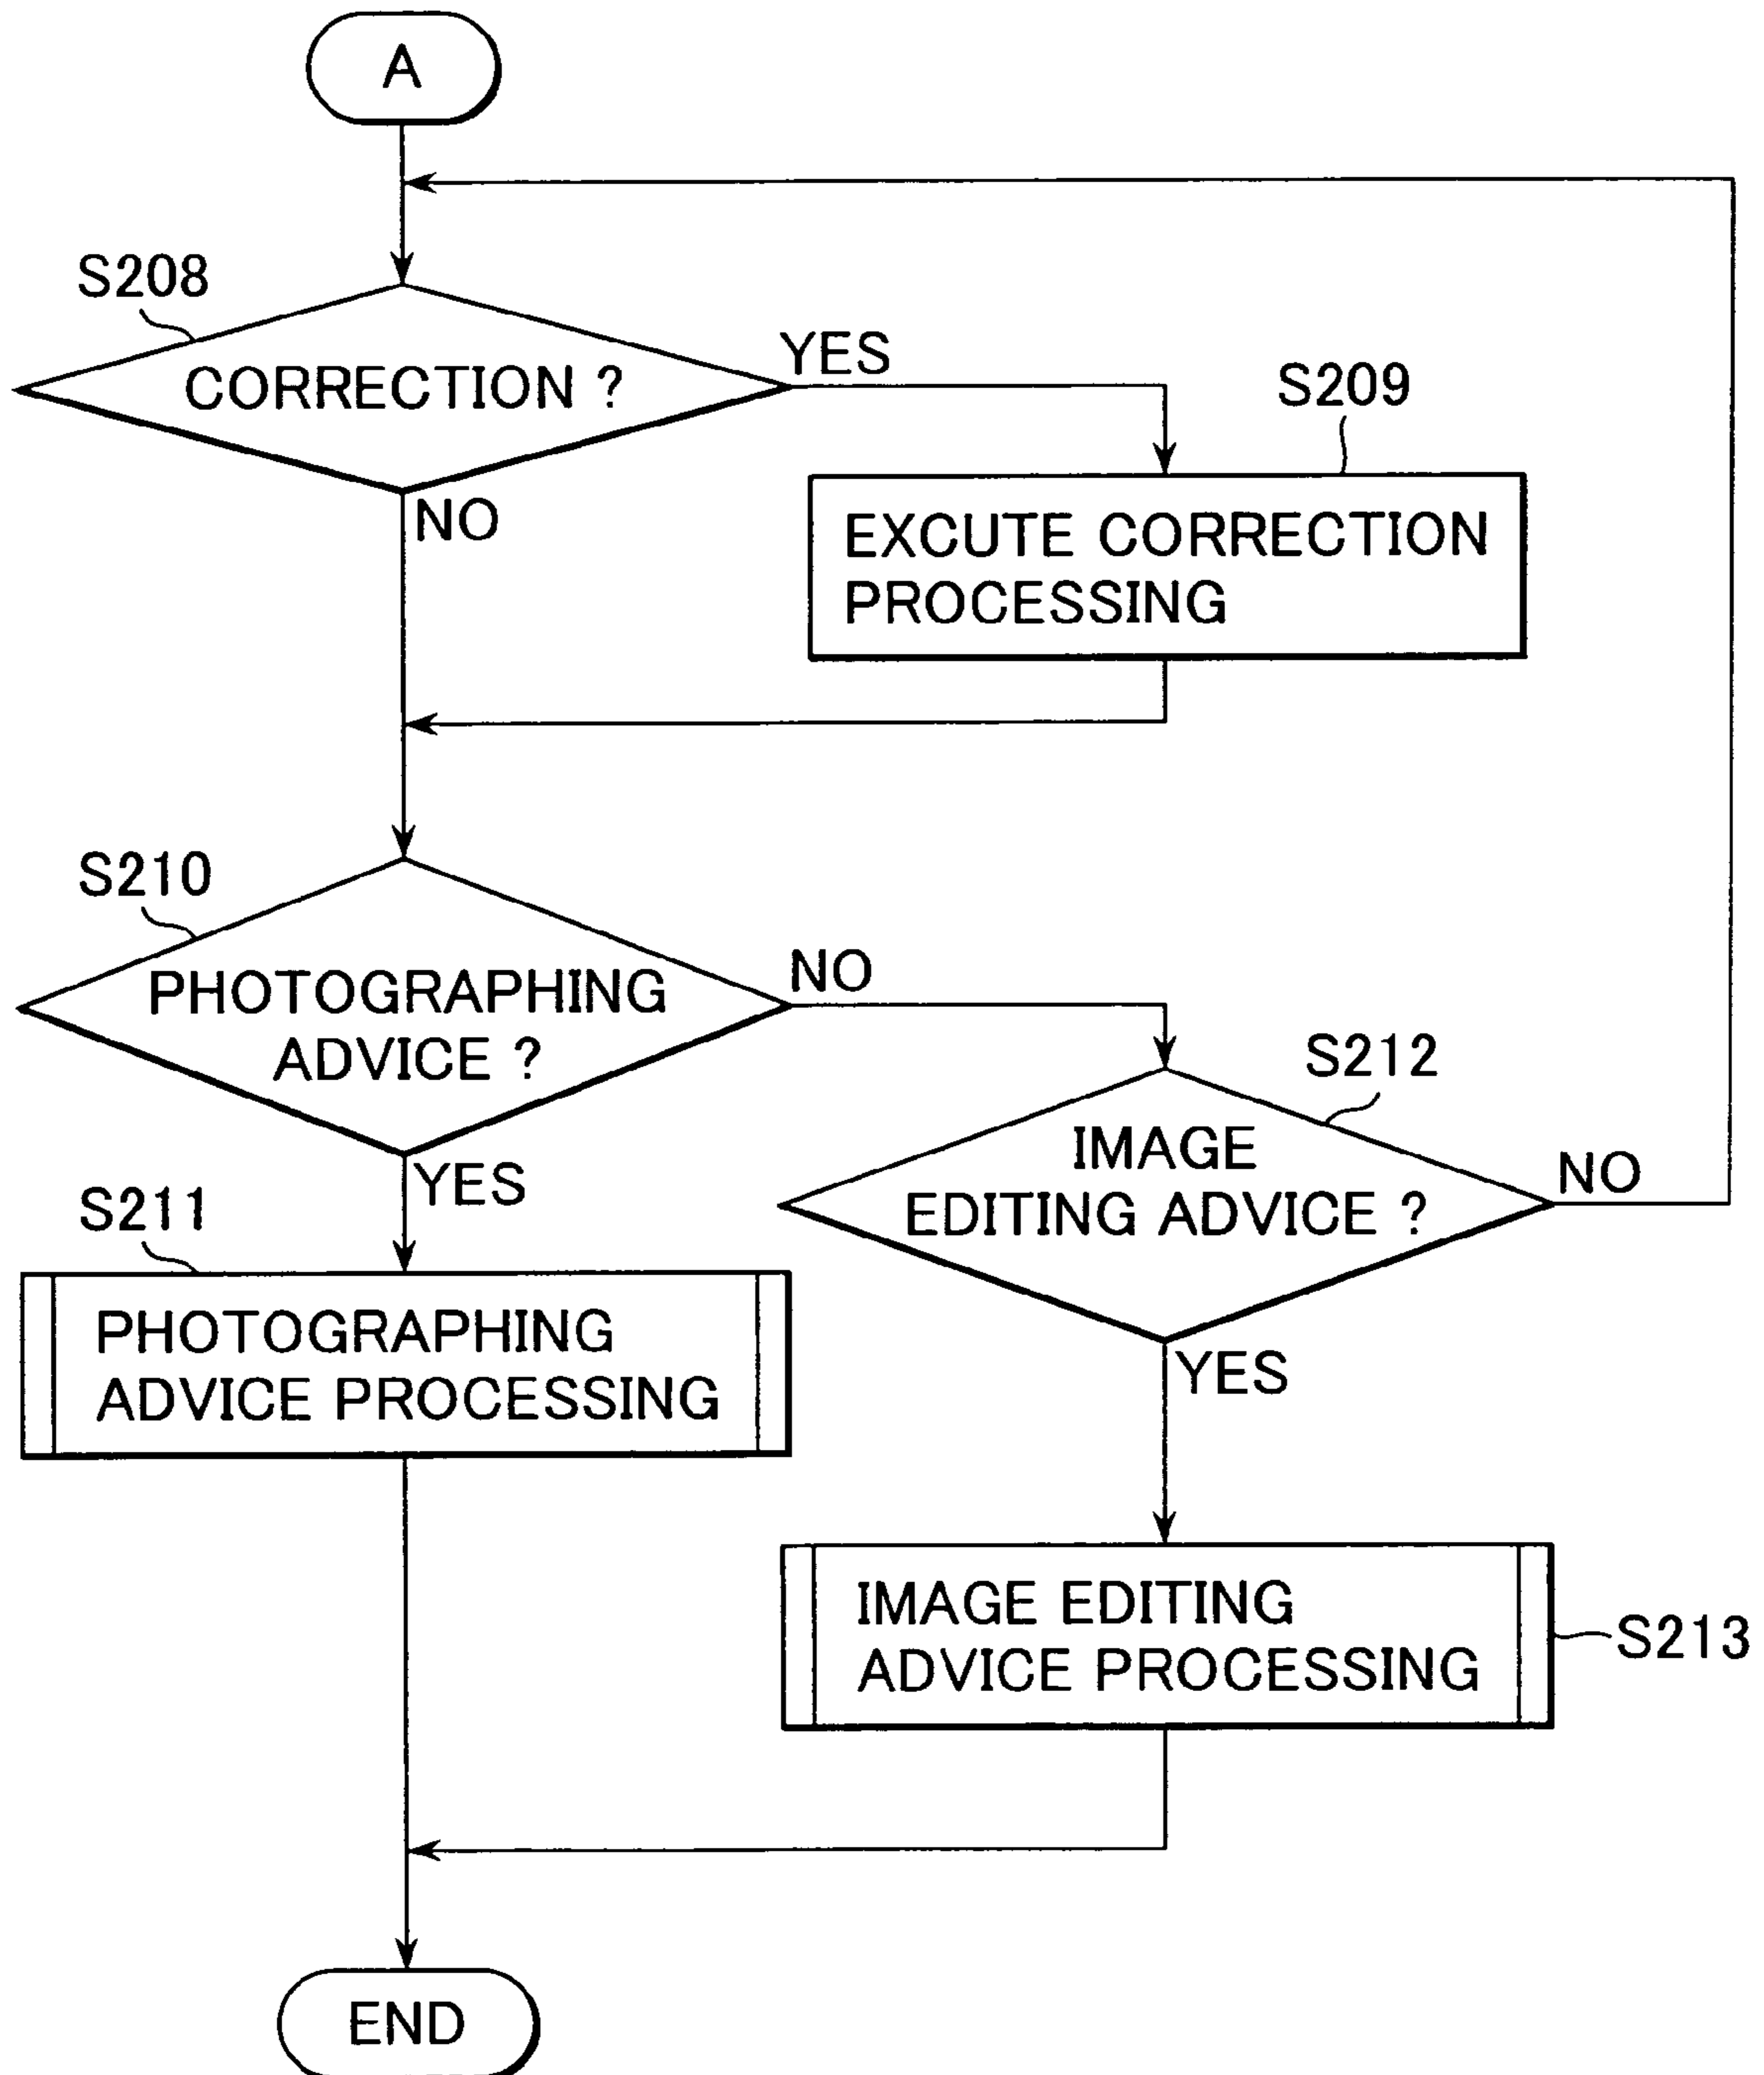 A
S208
CORRECTION ?
YES
NO
S209
EXCUTE CORRECTION
PROCESSING
S210
PHOTOGRAPHING
ADVICE ?
NO
YES
S212
IMAGE
EDITING ADVICE ?
NO
YES
S211
PHOTOGRAPHING
ADVICE PROCESSING
IMAGE EDITING
ADVICE PROCESSING
S213
END